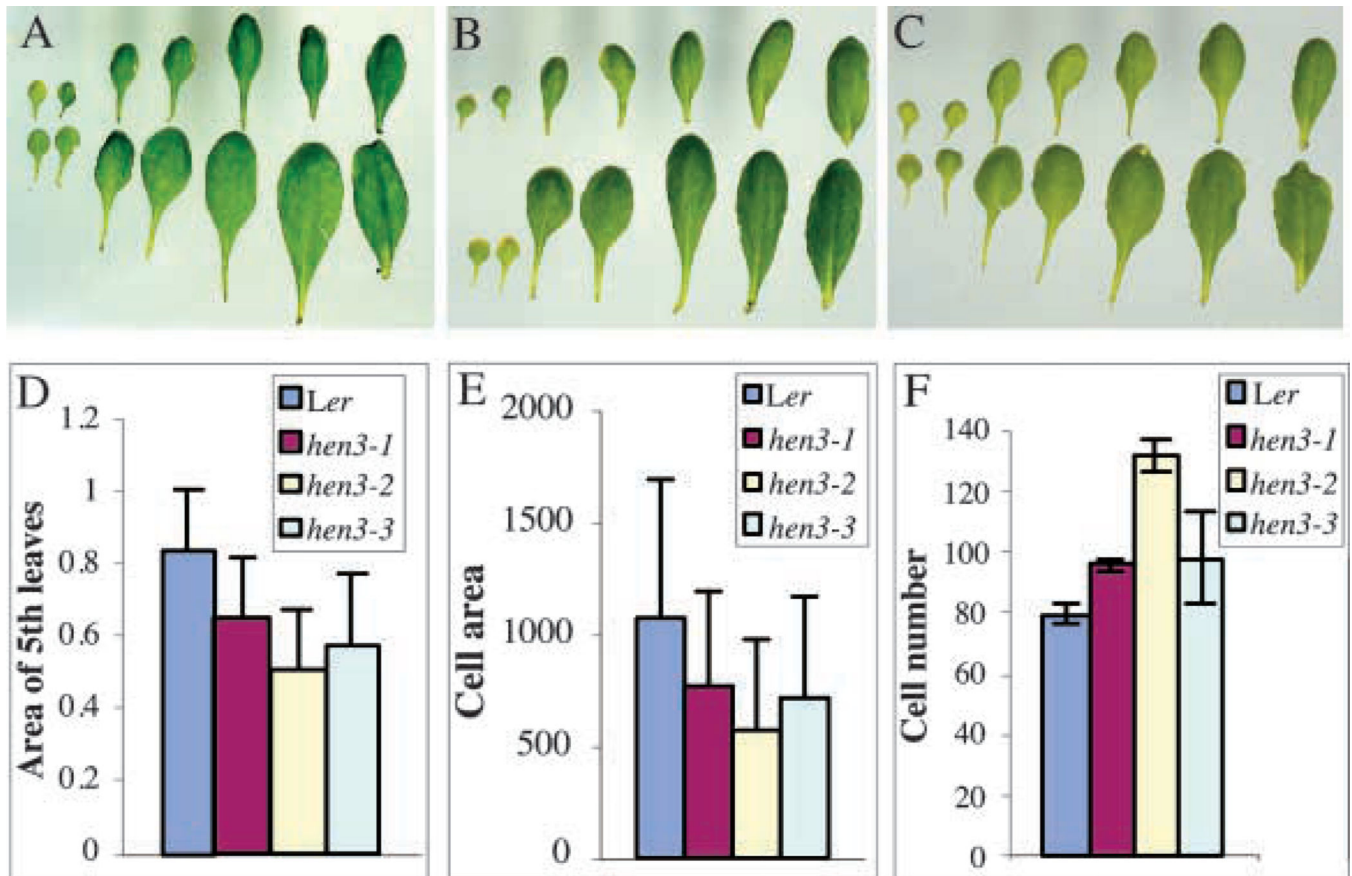 A
B
C
D
Area of 5th leaves
1.2
1
0.8
0.6
0.4
0.2
0
Ler
hen3-1
hen3-2
hen3-3
E
Cell area
2000
1500
1000
500
0
Ler
hen3-1
hen3-2
hen3-3
F
Cell number
140
120
100
80
60
40
20
0
Ler
hen3-1
hen3-2
hen3-3